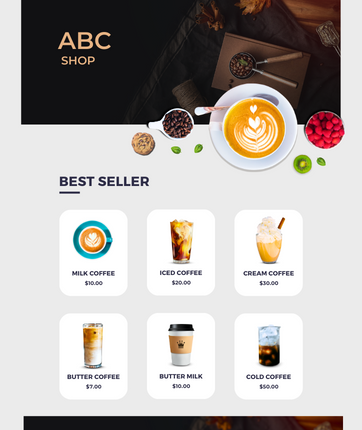 ABC
SHOP
BEST SELLER
MILK COFFEE
$10.00
ICED COFFEE
$20.00
CREAM COFFEE
$30.00
BUTTER COFFEE
$7.00
BUTTER MILK
$10.00
COLD COFFEE
$50.00